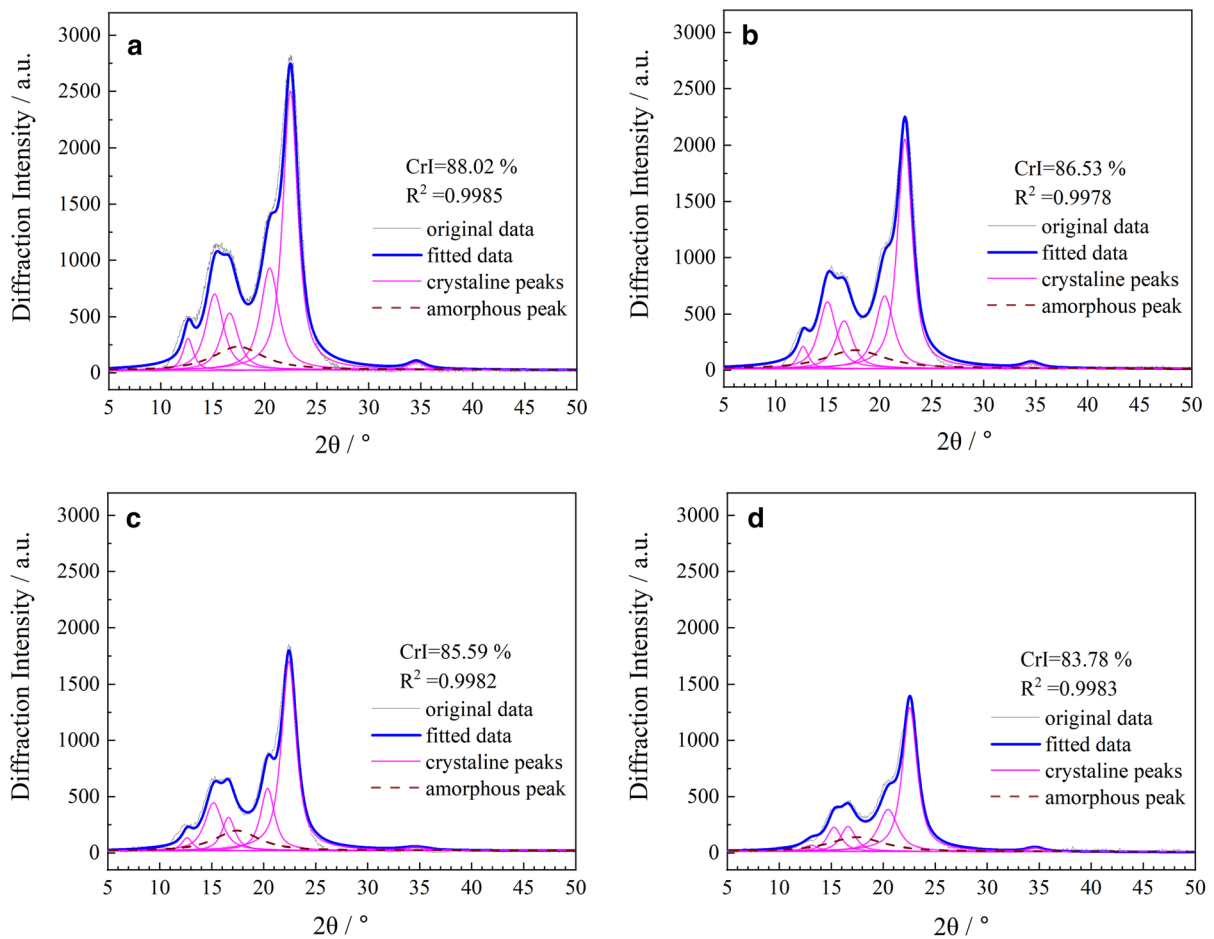 a
3000
2500
2000
1500
1000
500
0
Diffraction Intensity / a.u.
CrI=88.02 %
R² =0.9985
original data
fitted data
crystaline peaks
amorphous peak
5 10 15 20 25 30 35 40 45 50
2θ / °
b
3000
2500
2000
1500
1000
500
0
Diffraction Intensity / a.u.
CrI=86.53 %
R² =0.9978
original data
fitted data
crystaline peaks
amorphous peak
5 10 15 20 25 30 35 40 45 50
2θ / °
c
3000
2500
2000
1500
1000
500
0
Diffraction Intensity / a.u.
CrI=85.59 %
R² =0.9982
original data
fitted data
crystaline peaks
amorphous peak
5 10 15 20 25 30 35 40 45 50
2θ / °
d
3000
2500
2000
1500
1000
500
0
Diffraction Intensity / a.u.
CrI=83.78 %
R² =0.9983
original data
fitted data
crystaline peaks
amorphous peak
5 10 15 20 25 30 35 40 45 50
2θ / °